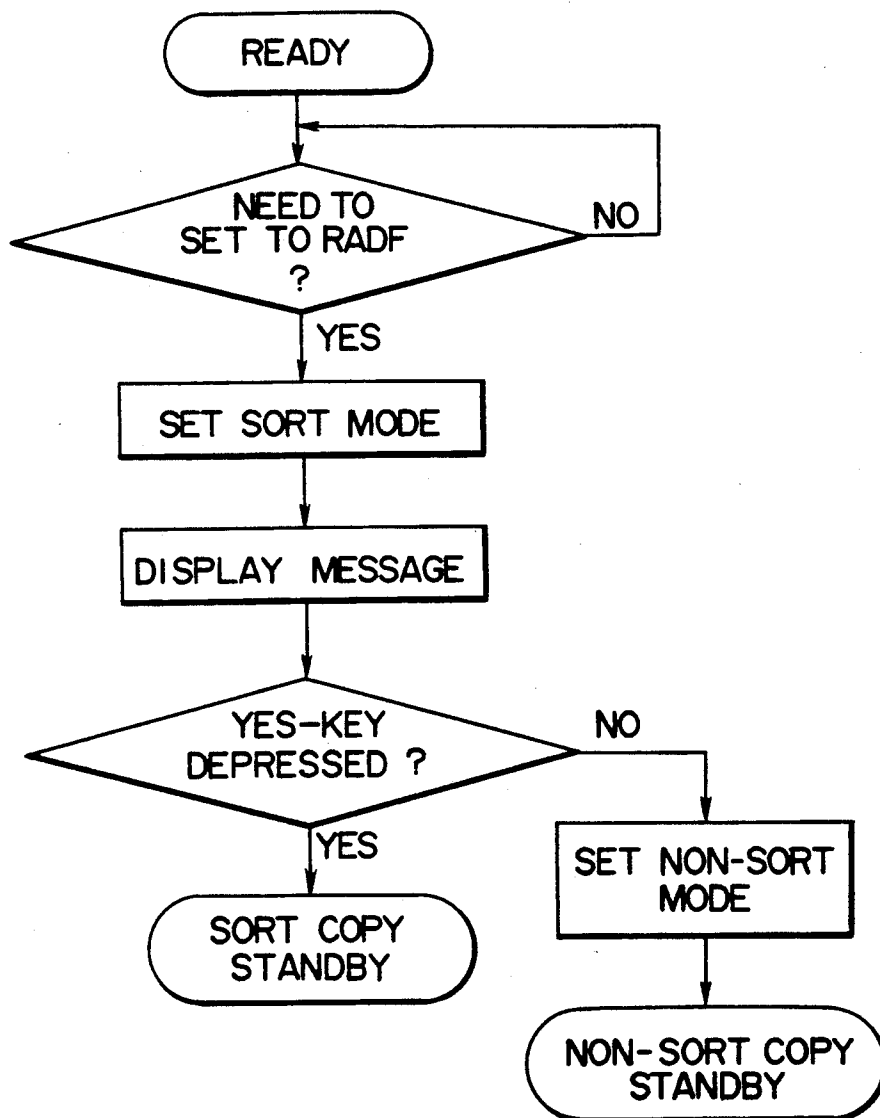 READY
NEED TO
SET TO RADF
?
NO
YES
SET SORT MODE
DISPLAY MESSAGE
YES-KEY
DEPRESSED ?
NO
YES
SET NON-SORT
MODE
SORT COPY
STANDBY
NON-SORT COPY
STANDBY